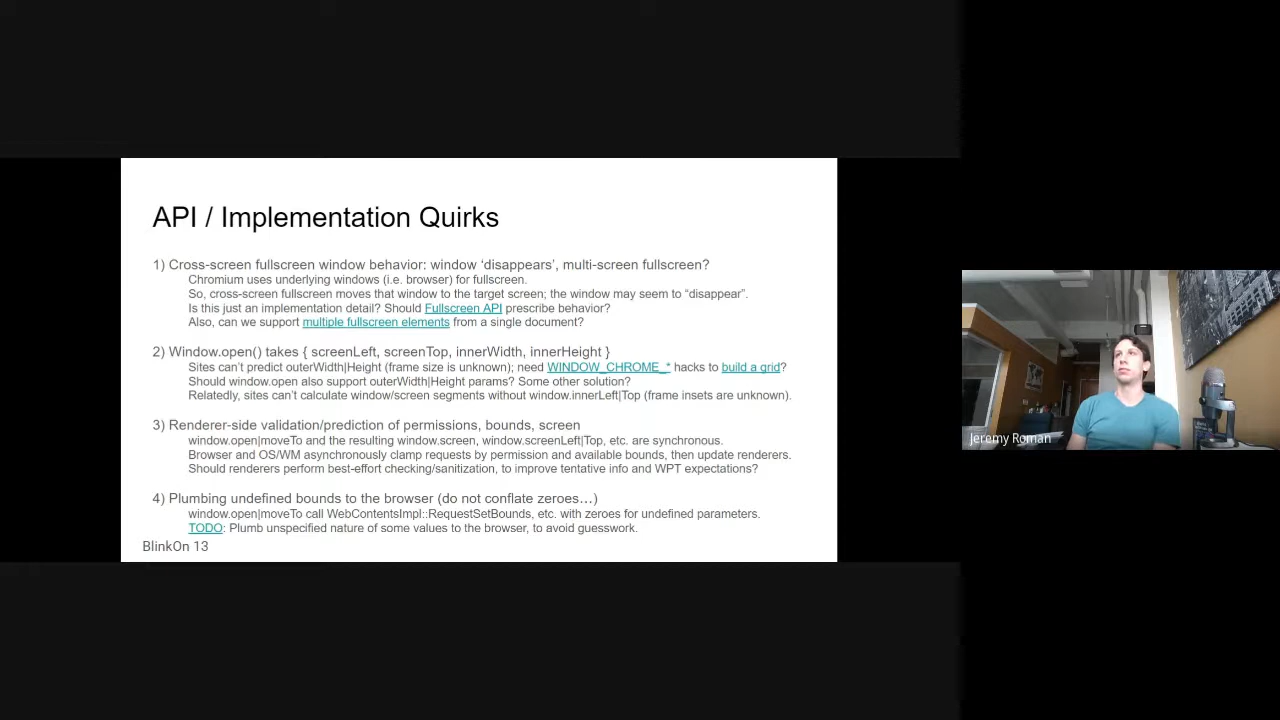 API / Implementation Quirks
1) Cross-screen fullscreen window behavior: window ‘disappears’, multi-screen fullscreen?
Chromium uses underlying windows (i.e. browser) for fullscreen.
So, cross-screen fullscreen moves that window to the target screen; the window may seem to “disappear”.
Is this just an implementation detail? Should Fullscreen API prescribe behavior?
Also, can we support multiple fullscreen elements from a single document?
2) Window.open() takes { screenLeft, screenTop, innerWidth, innerHeight }
Sites can’t predict outerWidth|Height (frame size is unknown); need WINDOW_CHROME_* hacks to build a grid?
Should window.open also support outerWidth|Height params? Some other solution?
Relatedly, sites can’t calculate window/screen segments without window.innerLeft|Top (frame insets are unknown).
3) Renderer-side validation/prediction of permissions, bounds, screen
window.open|moveTo and the resulting window.screen, window.screenLeft|Top, etc. are synchronous.
Browser and OS/WM asynchronously clamp requests by permission and available bounds, then update renderers.
Should renderers perform best-effort checking/sanitization, to improve tentative info and WPT expectations?
4) Plumbing undefined bounds to the browser (do not conflate zeroes…)
window.open|moveTo call WebContentsImpl::RequestSetBounds, etc. with zeroes for undefined parameters.
TODO: Plumb unspecified nature of some values to the browser, to avoid guesswork.
BlinkOn 13
Jeremy Roman